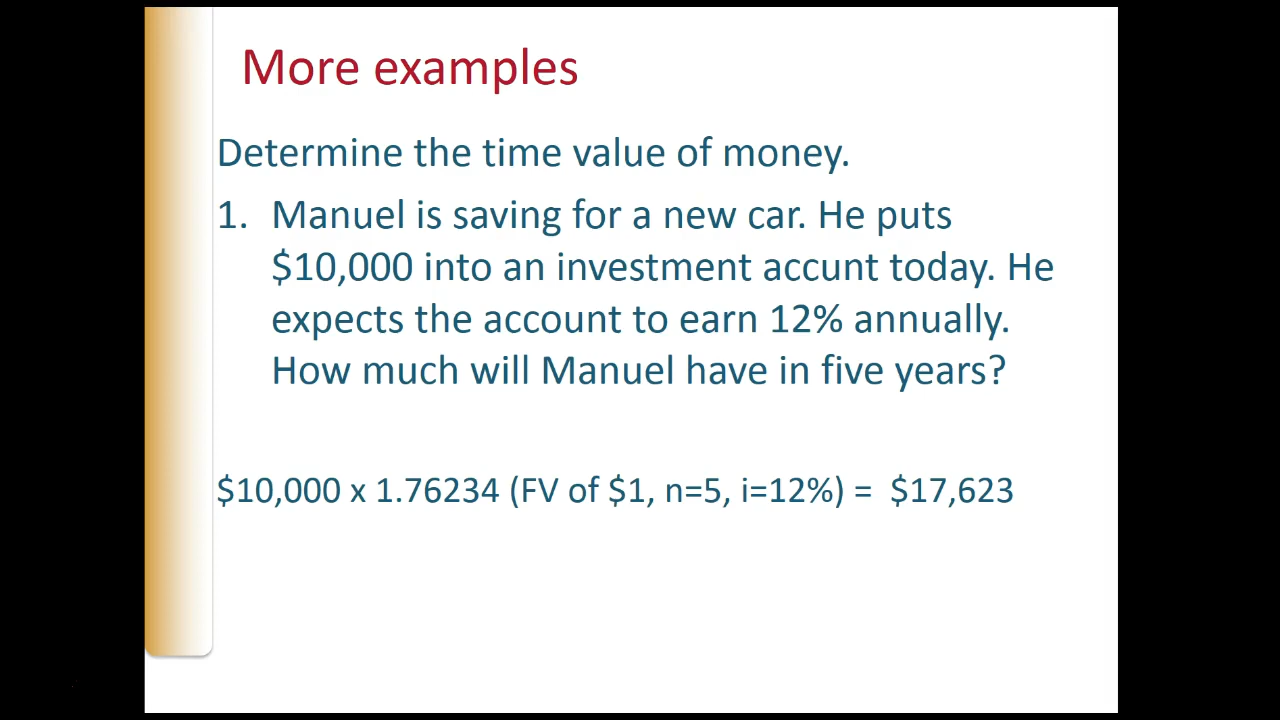 More examples
Determine the time value of money.
1. Manuel is saving for a new car. He puts
$10,000 into an investment accunt today. He
expects the account to earn 12% annually.
How much will Manuel have in five years?
$10,000 x 1.76234 (FV of $1, n=5, i=12%) = $17,623